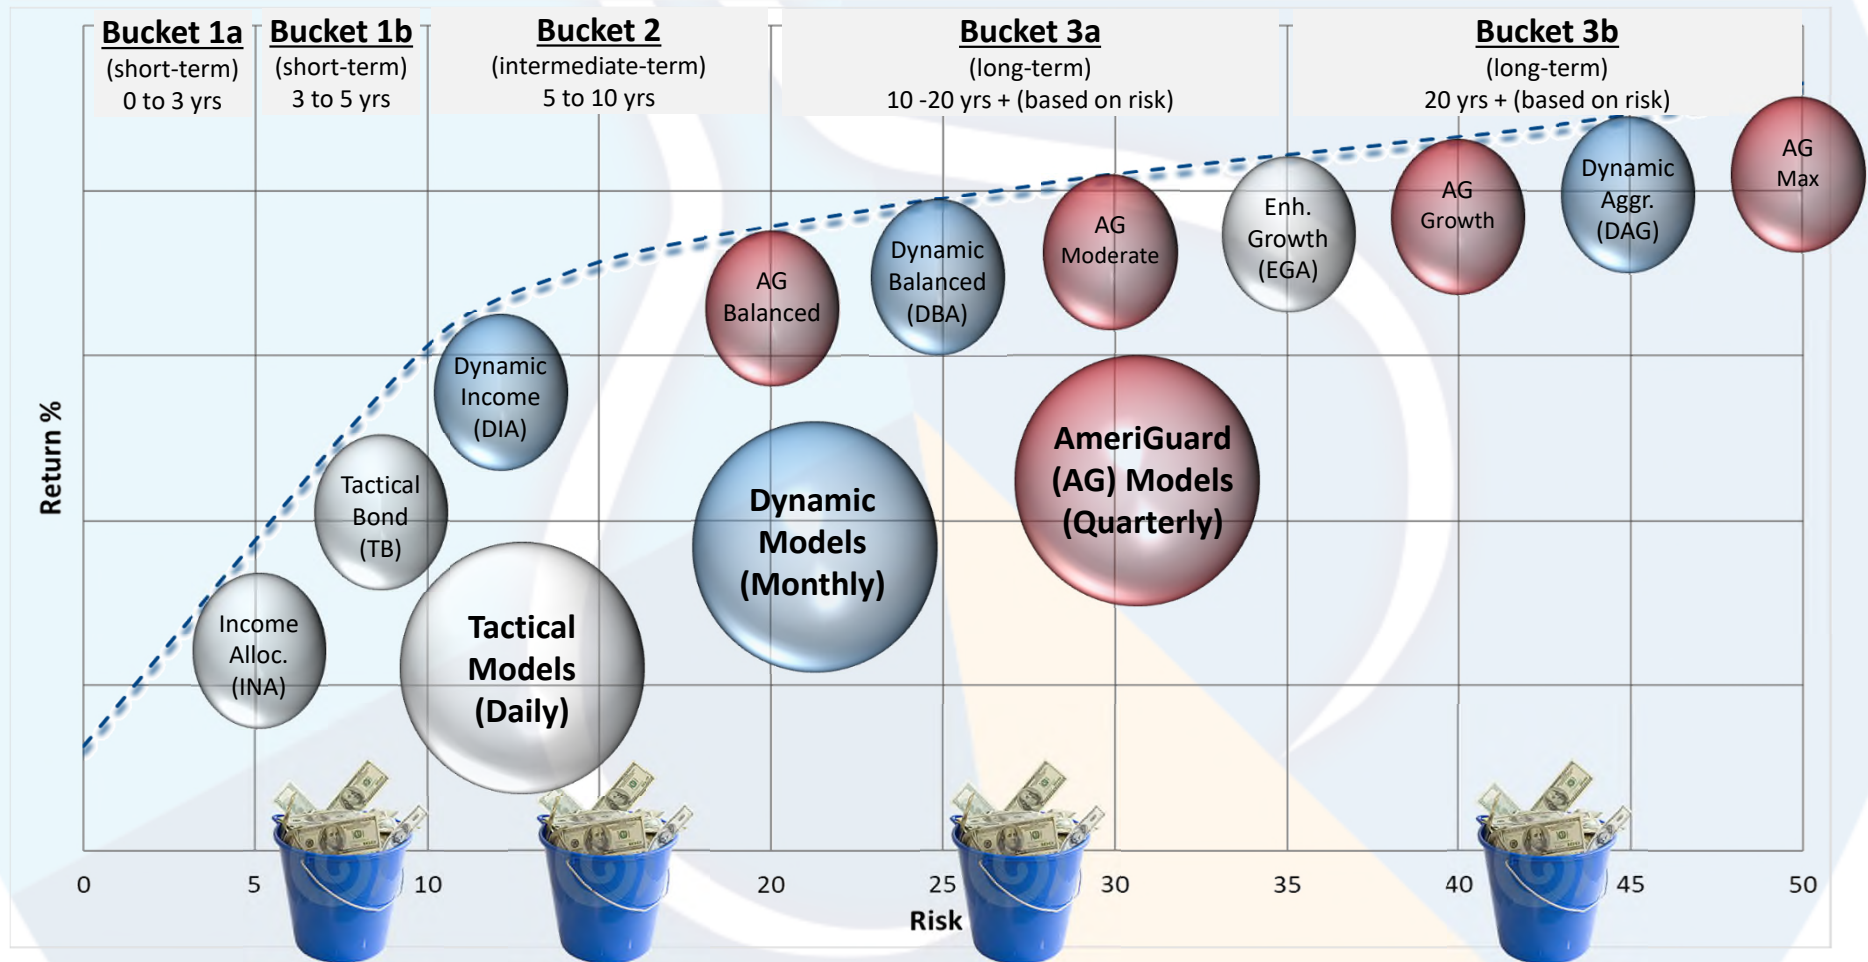 Bucket 1a
(short-term)
0 to 3 yrs
Bucket 1b
(short-term)
3 to 5 yrs
Bucket 2
(intermediate-term)
5 to 10 yrs
Bucket 3a
(long-term)
10 -20 yrs + (based on risk)
Bucket 3b
(long-term)
20 yrs + (based on risk)
Return %
Income
Alloc.
(INA)
Tactical
Bond
(TB)
Dynamic
Income
(DIA)
AG
Balanced
Dynamic
Balanced
(DBA)
AG
Moderate
Enh.
Growth
(EGA)
AG
Growth
Dynamic
Aggr.
(DAG)
AG
Max
Tactical
Models
(Daily)
Dynamic
Models
(Monthly)
AmeriGuard
(AG) Models
(Quarterly)
0
5
10
20
25
30
35
40
45
50
Risk